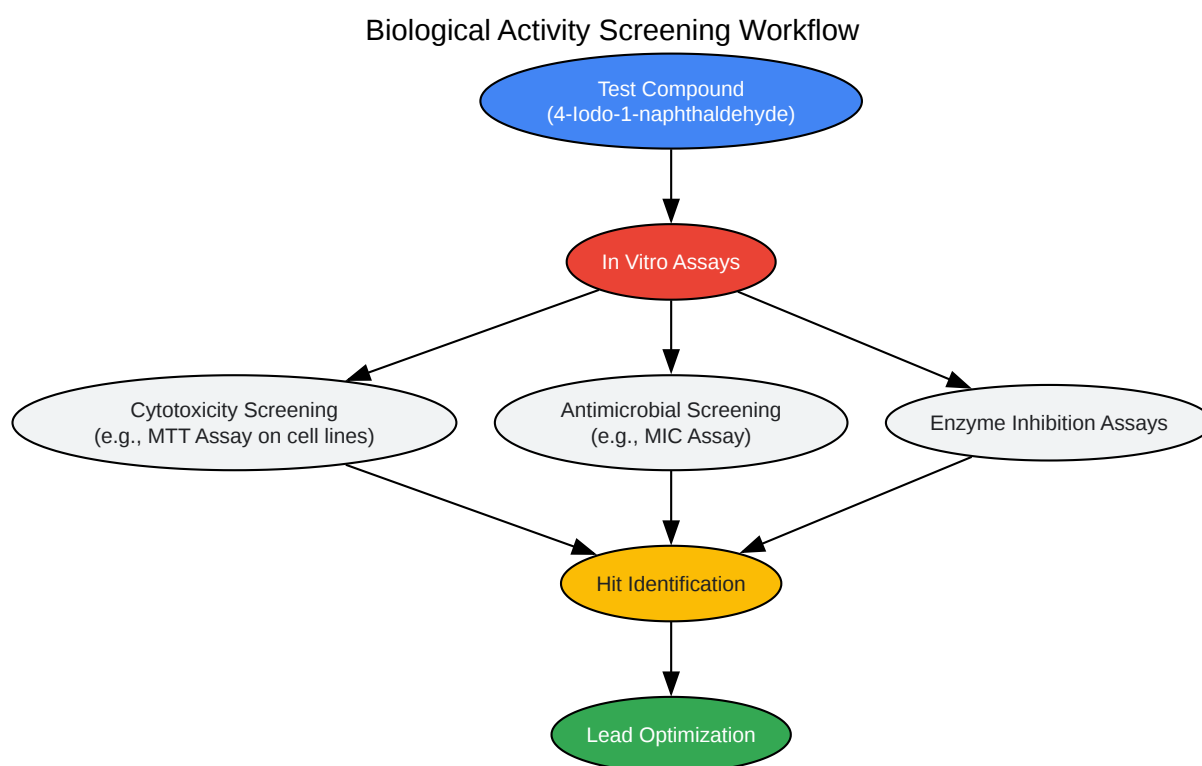 Biological Activity Screening Workflow
Test Compound
(4-Iodo-1-naphthaldehyde)
In Vitro Assays
Cytotoxicity Screening
(e.g., MTT Assay on cell lines)
Antimicrobial Screening
(e.g., MIC Assay)
Enzyme Inhibition Assays
Hit Identification
Lead Optimization